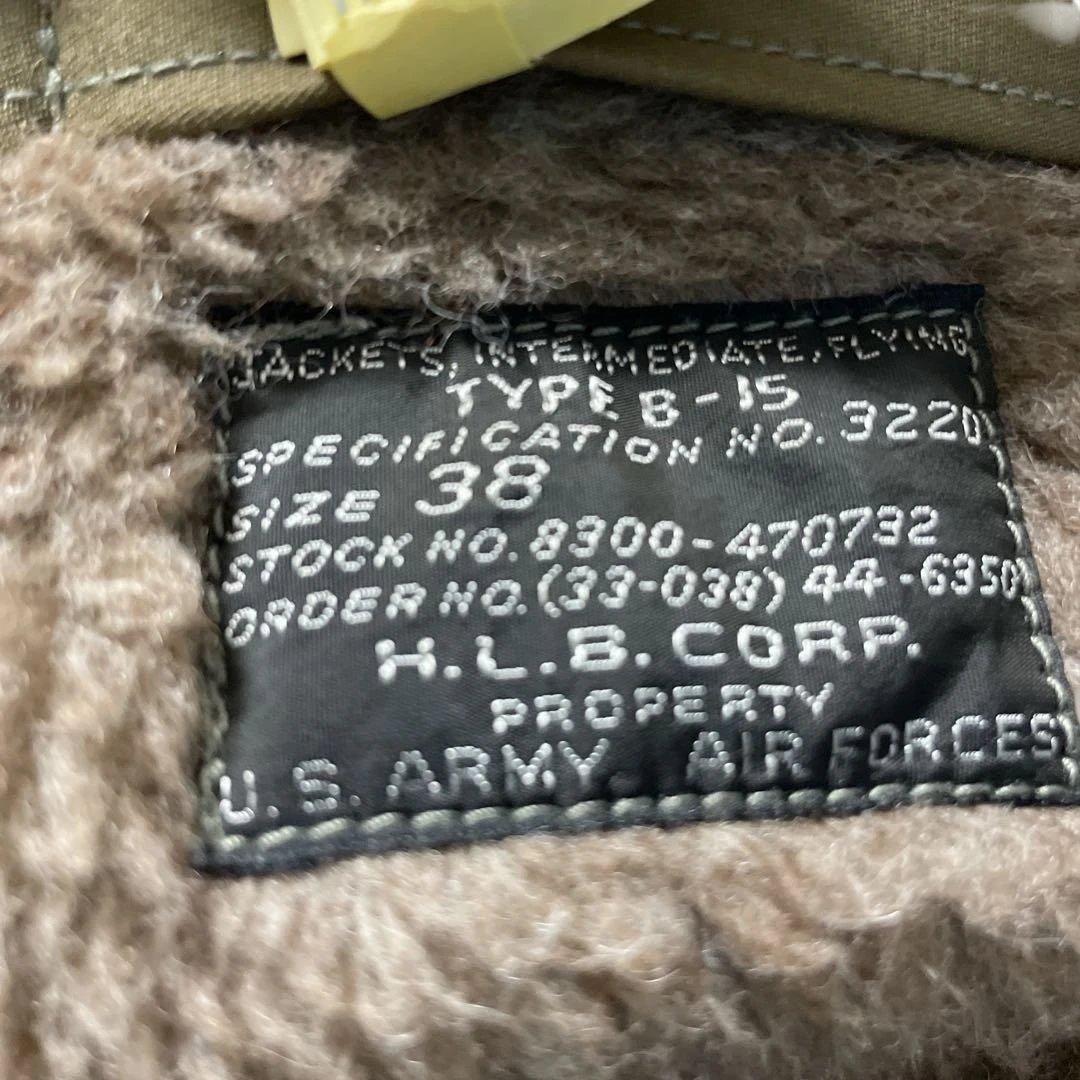 JACKETS, INTERMEDIATE, FLYING
TYPE B-15
SPECIFICATION NO. 3220
SIZE 38
STOCK NO. 8300-470732
ORDER NO. (33-038) 44-6350
H.L.B. CORP.
PROPERTY
U.S. ARMY AIR FORCES